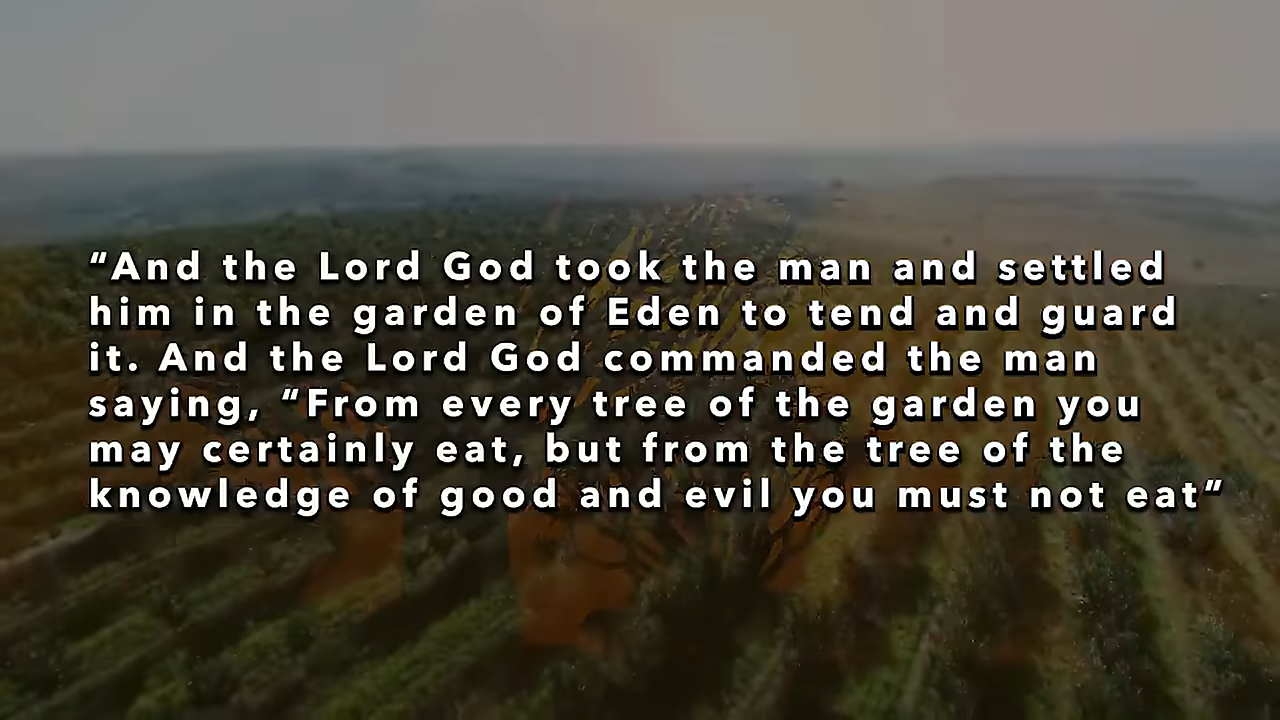 “And the Lord God took the man and settled
him in the garden of Eden to tend and guard
it. And the Lord God commanded the man
saying, “From every tree of the garden you
may certainly eat, but from the tree of the
knowledge of good and evil you must not eat“